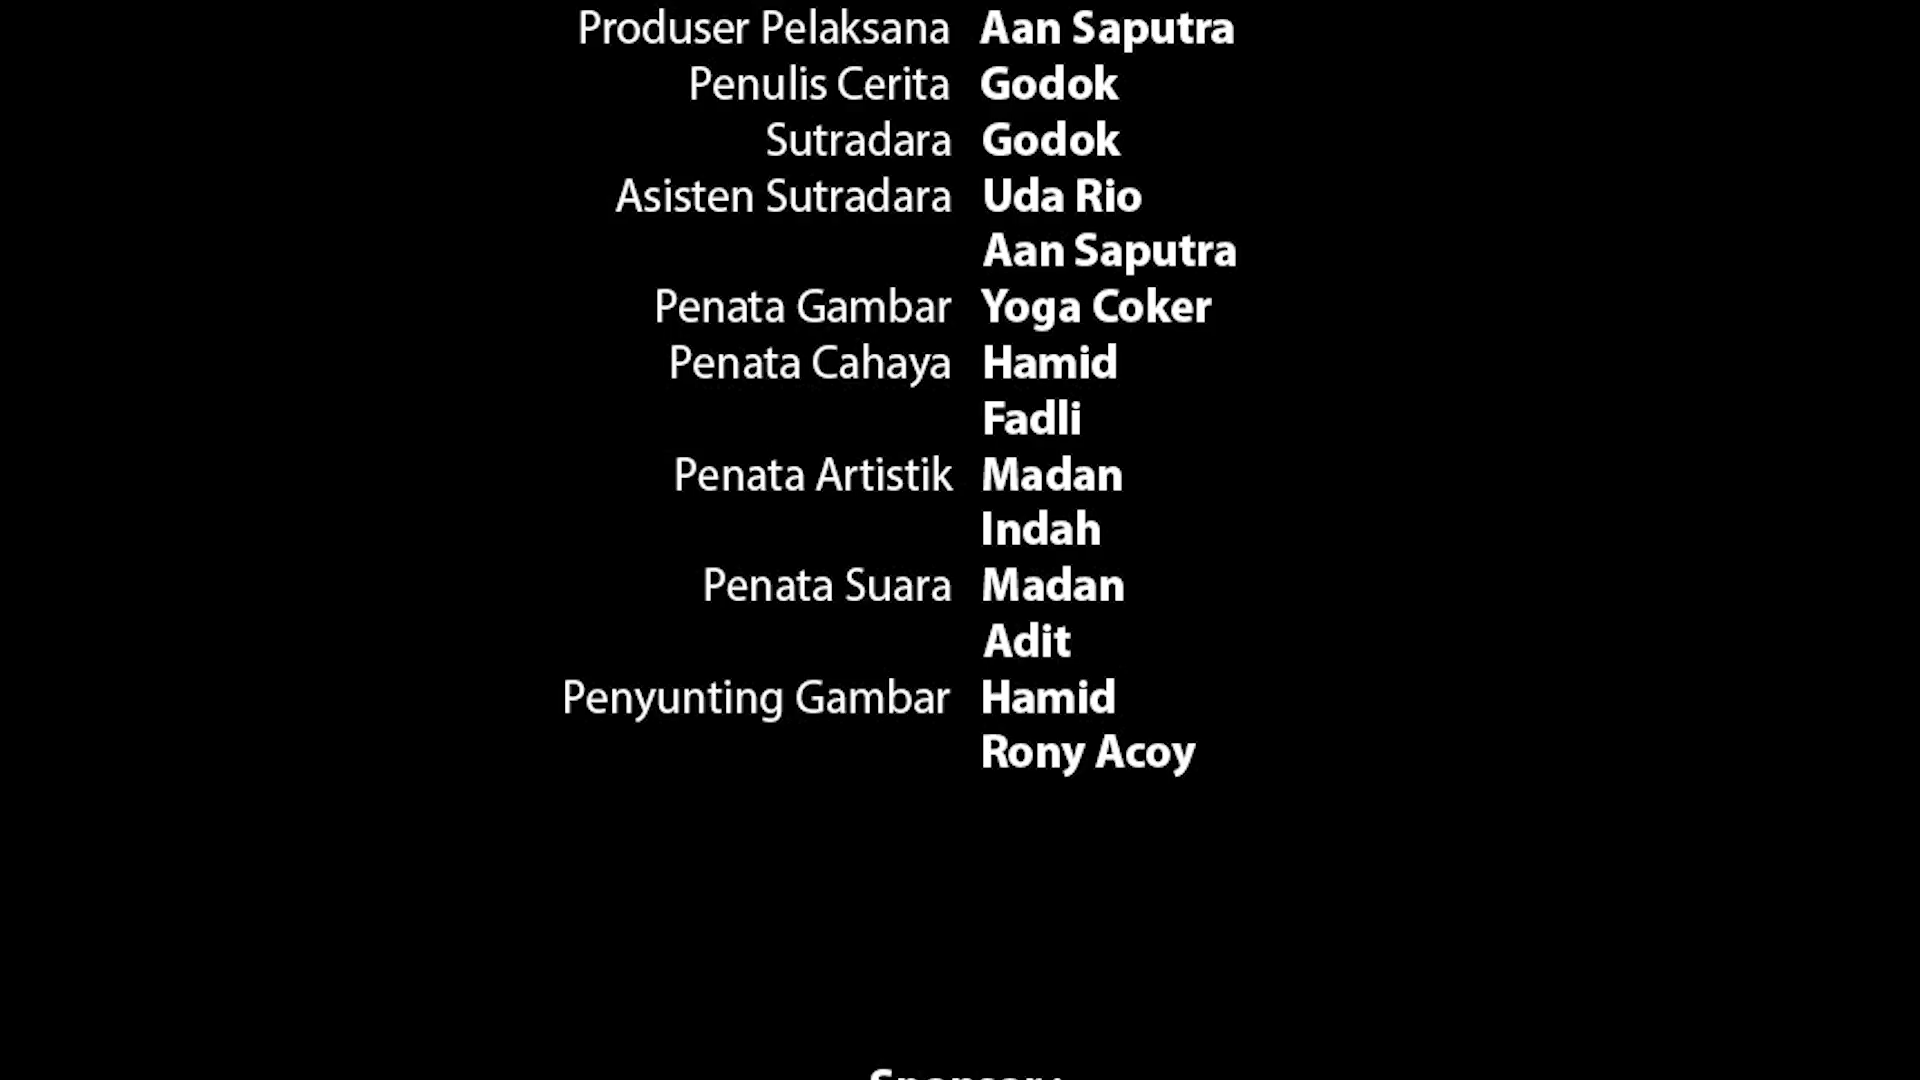 Produser Pelaksana Aan Saputra
Penulis Cerita Godok
Sutradara Godok
Asisten Sutradara Uda Rio
Aan Saputra
Penata Gambar Yoga Coker
Penata Cahaya Hamid
Fadli
Penata Artistik Madan
Indah
Penata Suara Madan
Adit
Penyunting Gambar Hamid
Rony Acoy